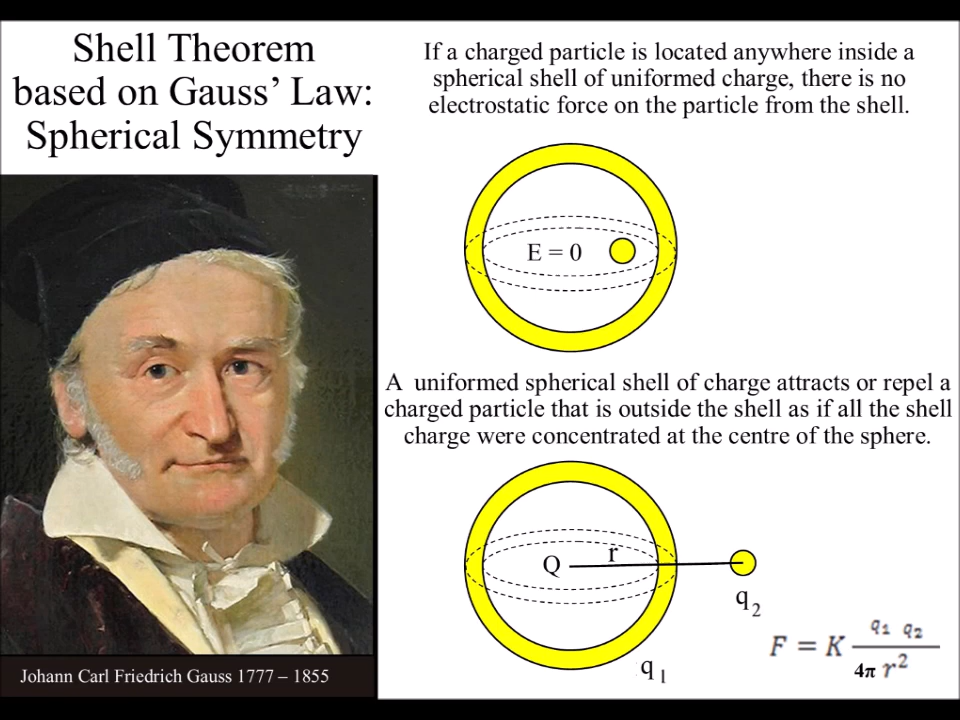 Shell Theorem
based on Gauss’ Law:
Spherical Symmetry
If a charged particle is located anywhere inside a
spherical shell of uniformed charge, there is no
electrostatic force on the particle from the shell.
E = 0
A uniformed spherical shell of charge attracts or repel a
charged particle that is outside the shell as if all the shell
charge were concentrated at the centre of the sphere.
Q
r
q2
q1
F = K q1 q2 / 4π r²
Johann Carl Friedrich Gauss 1777 – 1855